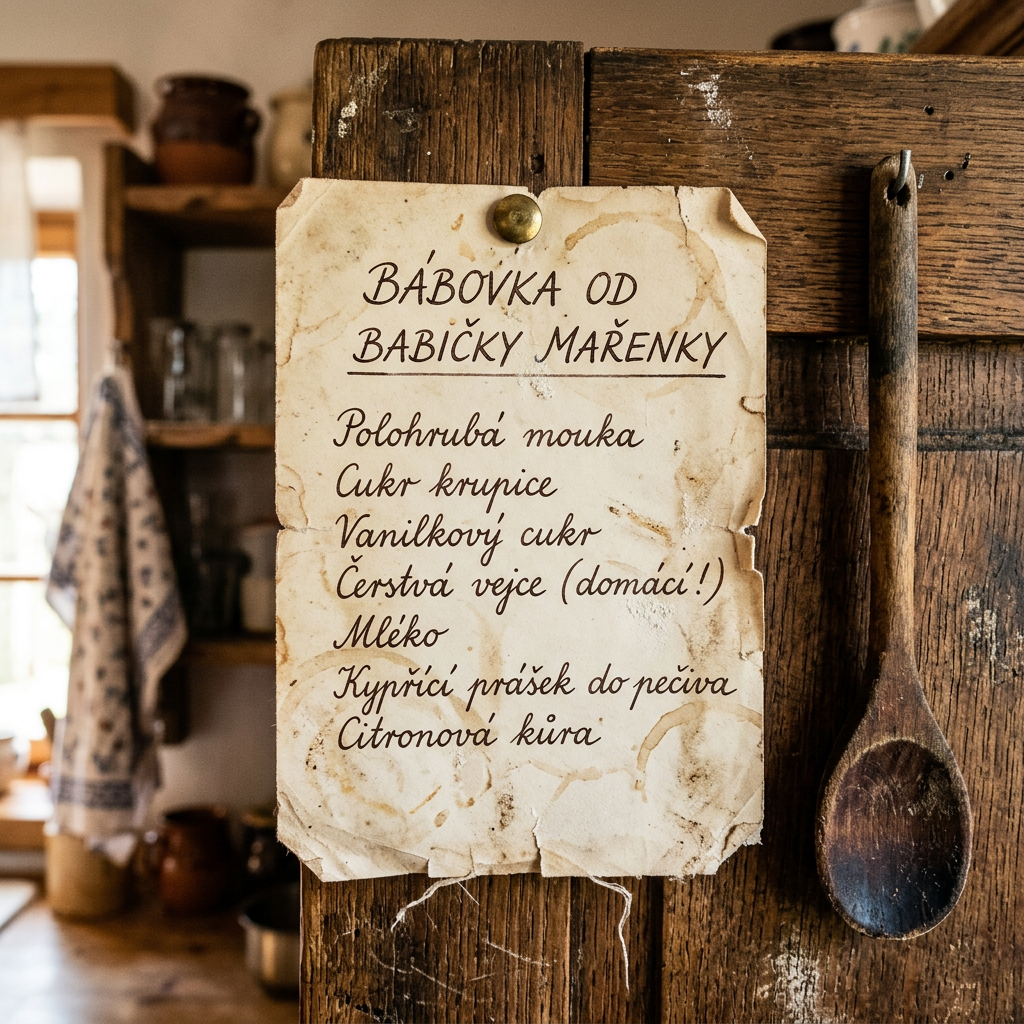 BÁBOVKA OD
BABIČKY MAŘENKY
Polohrubá mouka
Cukr krupice
Vanilkový cukr
Čerstvá vejce (domácí!)
Mléko
Kypřící prášek do pečiva
Citronová kůra